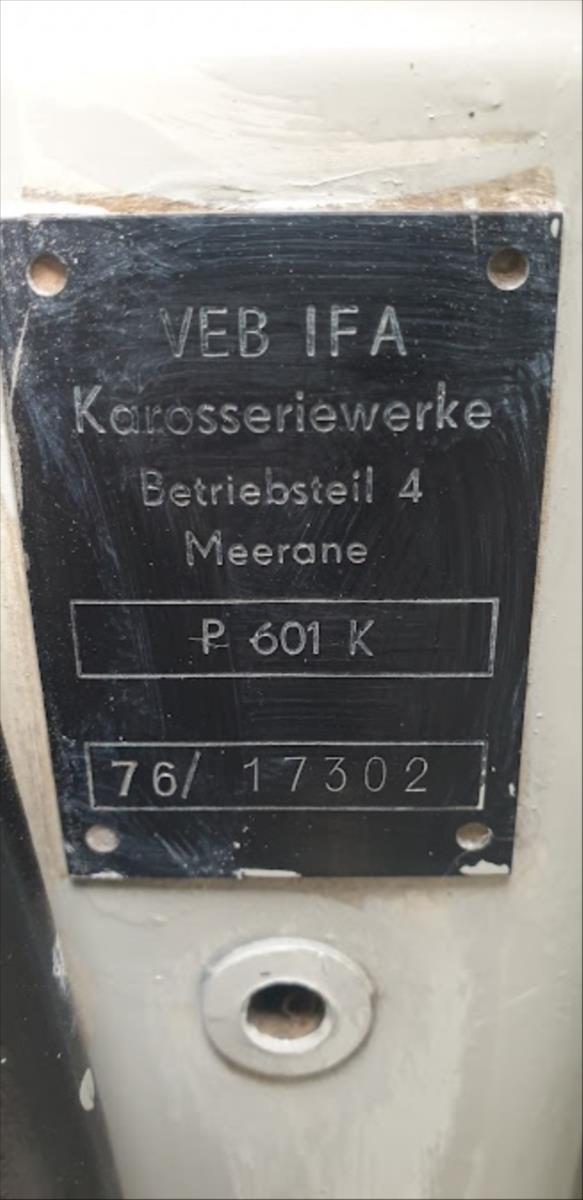 VEB IFA
Karosseriewerke
Betriebsteil 4
Meerane
P 601 K
76/ 17302